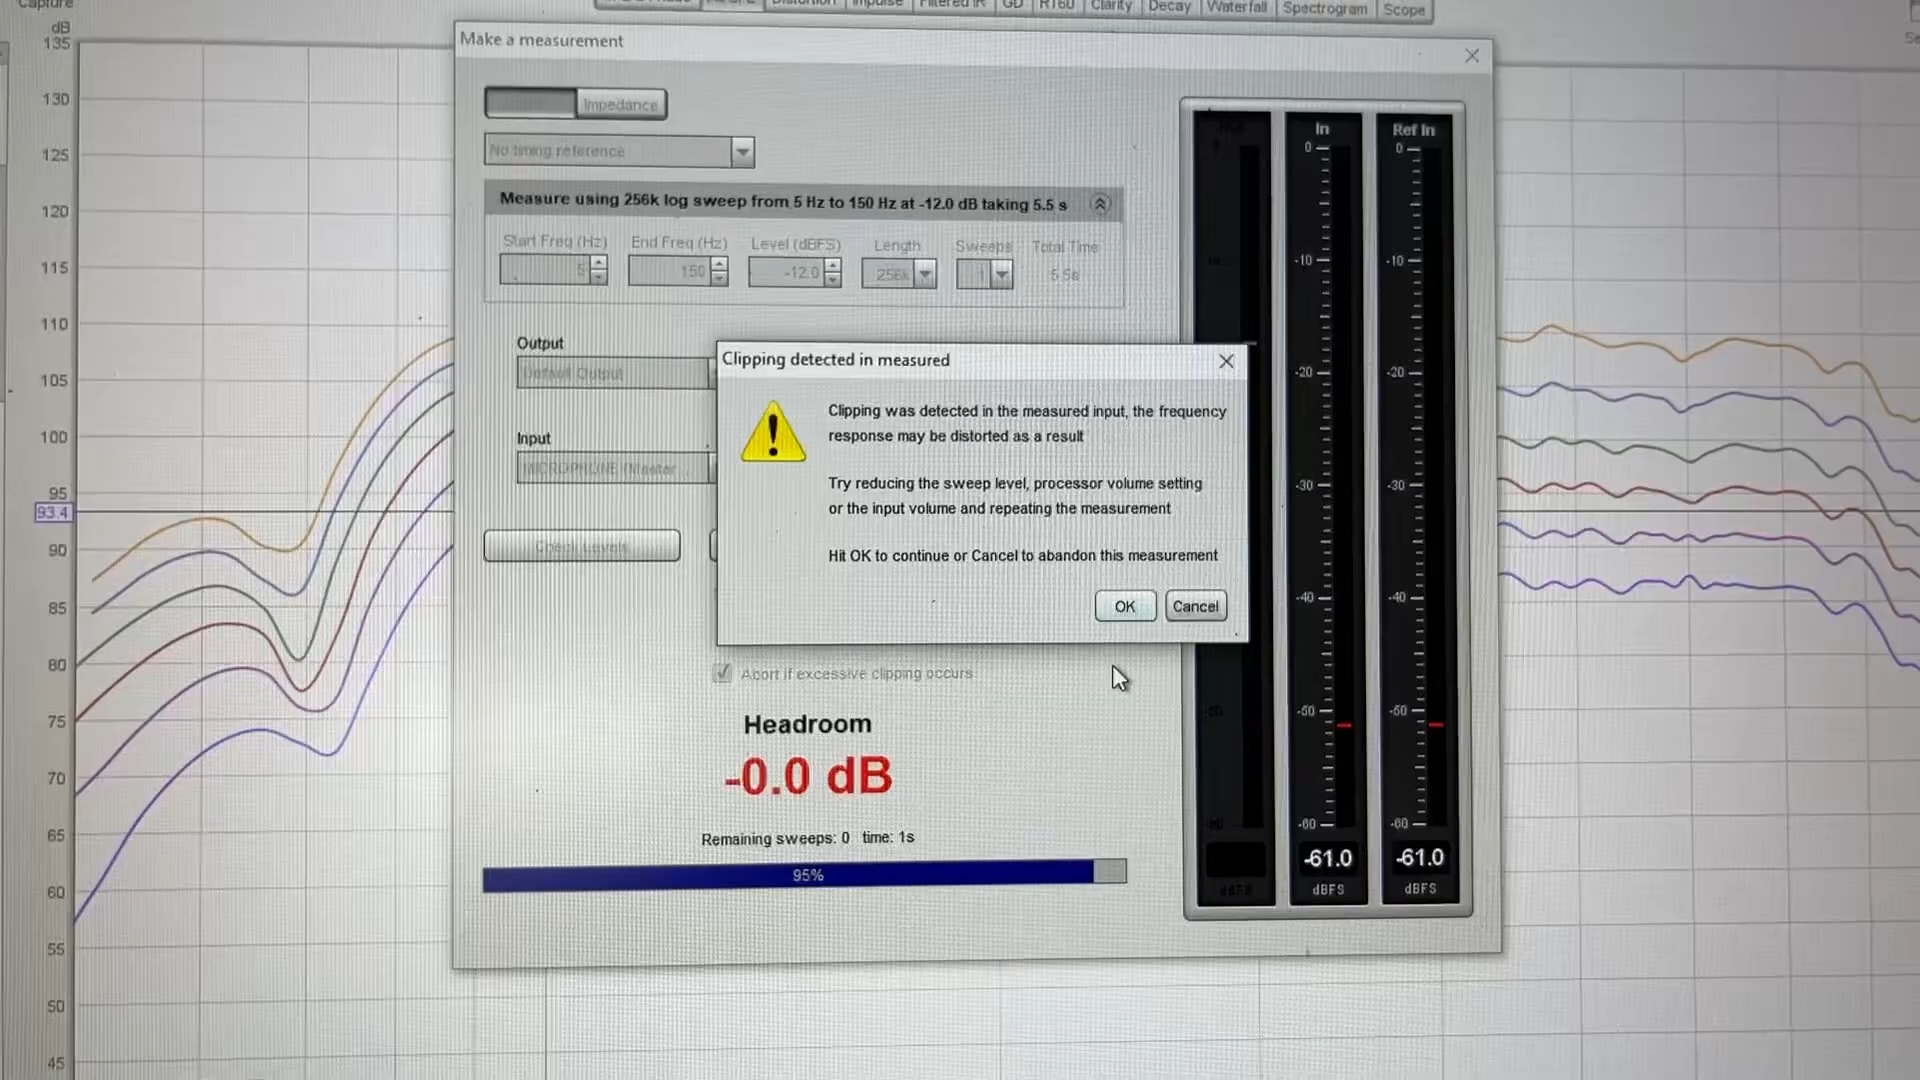 Capture
Distortion Impulse Filtered IR GD RT60 Clarity Decay Waterfall Spectrogram Scope
dB
135
130
125
120
115
110
105
100
95
93.4
90
85
80
75
70
65
60
55
50
45
Make a measurement
Impedance
No timing reference
Measure using 256k log sweep from 5 Hz to 150 Hz at -12.0 dB taking 5.5 s
Start Freq (Hz) End Freq (Hz) Level (dBFS) Length Sweeps Total Time
5 150 -12.0 256k 1 5.5s
Output
Default Output
Input
MICROPHONE (Master
Check Levels
Clipping detected in measured
Clipping was detected in the measured input, the frequency
response may be distorted as a result
Try reducing the sweep level, processor volume setting
or the input volume and repeating the measurement
Hit OK to continue or Cancel to abandon this measurement
OK Cancel
Abort if excessive clipping occurs
Headroom
-0.0 dB
Remaining sweeps: 0 time: 1s
95%
In
0
-10
-20
-30
-40
-50
-60
-61.0
dBFS
Ref In
0
-10
-20
-30
-40
-50
-60
-61.0
dBFS